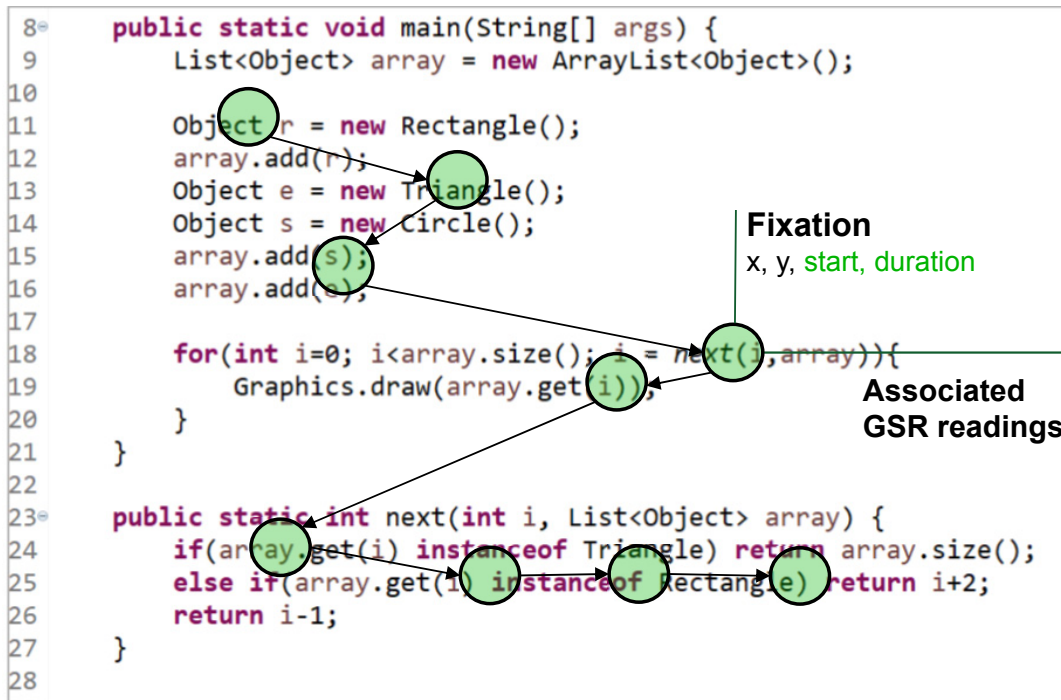 8 public static void main(String[] args) {
9 List<Object> array = new ArrayList<Object>();
10
11 Object r = new Rectangle();
12 array.add(r);
13 Object e = new Triangle();
14 Object s = new Circle();
15 array.add(s);
16 array.add(e);
17
18 for(int i=0; i<array.size(); i = next(i,array)){
19 Graphics.draw(array.get(i));
20 }
21 }
22
23 public static int next(int i, List<Object> array) {
24 if(array.get(i) instanceof Triangle) return array.size();
25 else if(array.get(i) instanceof Rectangle) return i+2;
26 return i-1;
27 }
28
Fixation
x, y, start, duration
Associated
GSR readings